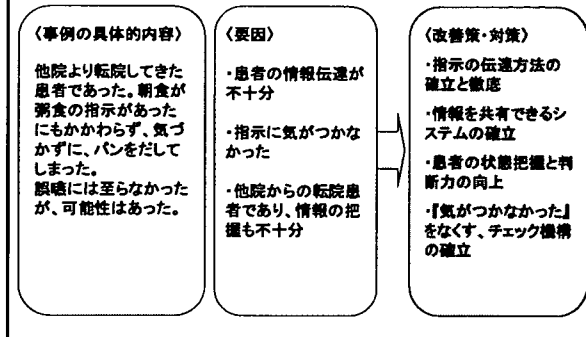 〈事例の具体的内容〉
他院より転院してきた
患者であった。朝食が
粥食の指示があった
にもかかわらず、気づ
かずに、パンをだして
しまった。
誤嚥には至らなかった
が、可能性はあった。
〈要因〉
・患者の情報伝達が
不十分
・指示に気がつかな
かった
・他院からの転院患
者であり、情報の把
握も不十分
〈改善策・対策〉
・指示の伝達方法の
確立と徹底
・情報を共有できるシ
ステムの確立
・患者の状態把握と判
断力の向上
・『気がつかなかった』
をなくす、チェック機構
の確立